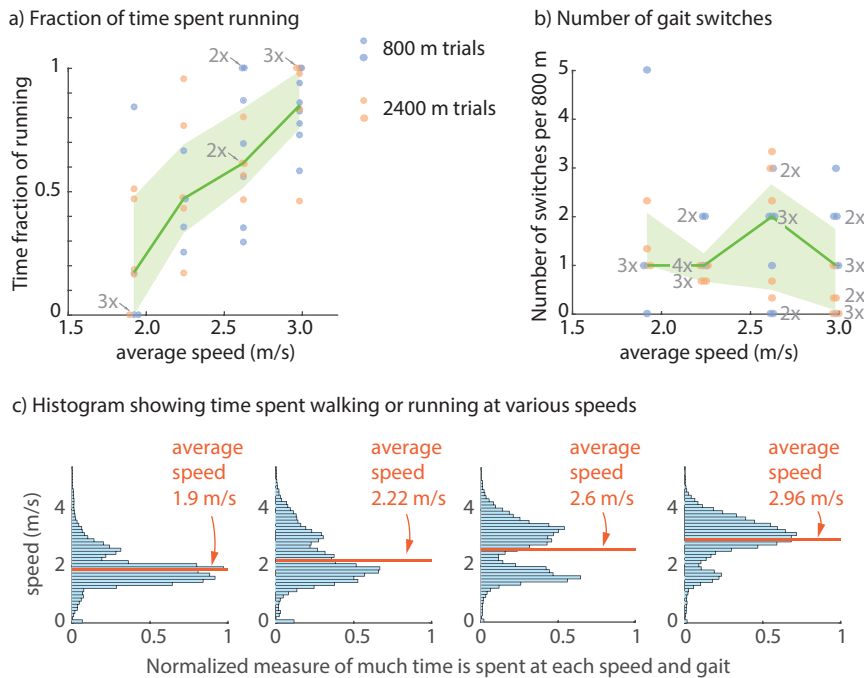 a) Fraction of time spent running
b) Number of gait switches
800 m trials
2400 m trials
Time fraction of running
1
0.5
0
2x
3x
2x
3x
1.5 2.0 2.5 3.0
average speed (m/s)
Number of switches per 800 m
5
4
3
2
1
0
2x
2x
3x
2x
3x
4x
3x
3x
2x
2x
3x
1.5 2.0 2.5 3.0
average speed (m/s)
c) Histogram showing time spent walking or running at various speeds
speed (m/s)
4
2
0
0 0.5 1
average
speed
1.9 m/s
4
2
0
0 0.5 1
average
speed
2.22 m/s
4
2
0
0 0.5 1
average
speed
2.6 m/s
4
2
0
0 0.5 1
average
speed
2.96 m/s
Normalized measure of much time is spent at each speed and gait